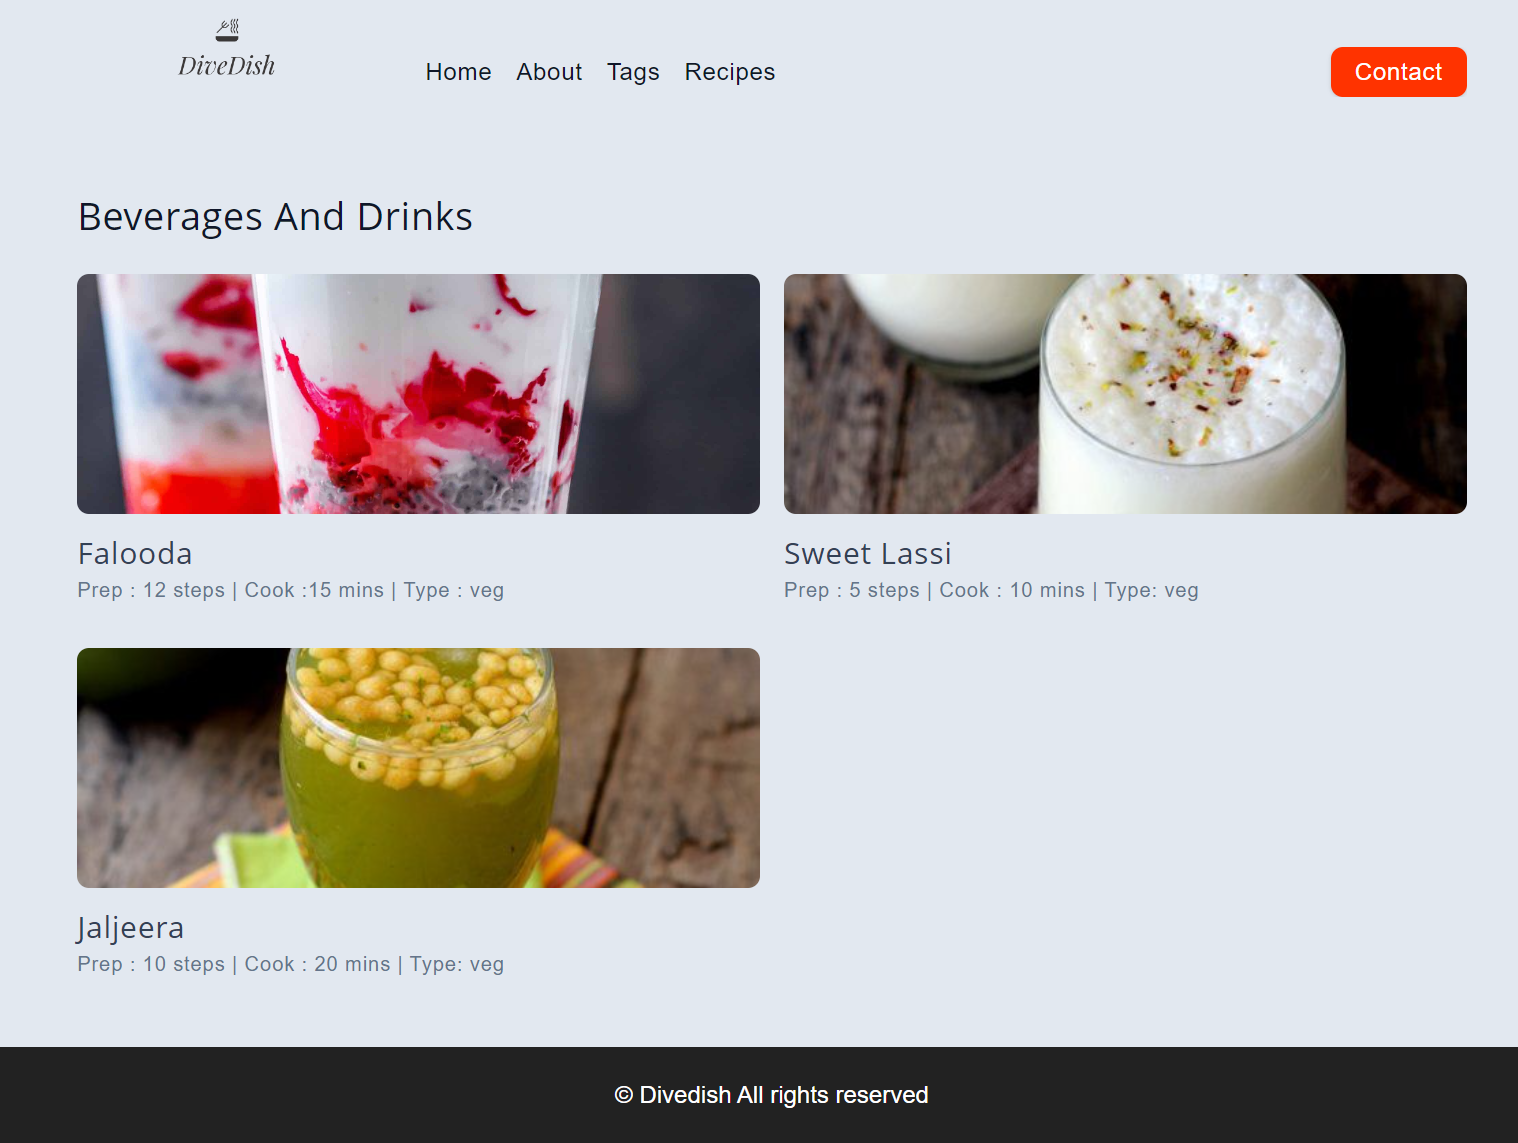 DiveDish
Home About Tags Recipes
Contact
Beverages And Drinks
Falooda
Prep : 12 steps | Cook :15 mins | Type : veg
Sweet Lassi
Prep : 5 steps | Cook : 10 mins | Type: veg
Jaljeera
Prep : 10 steps | Cook : 20 mins | Type: veg
© Divedish All rights reserved